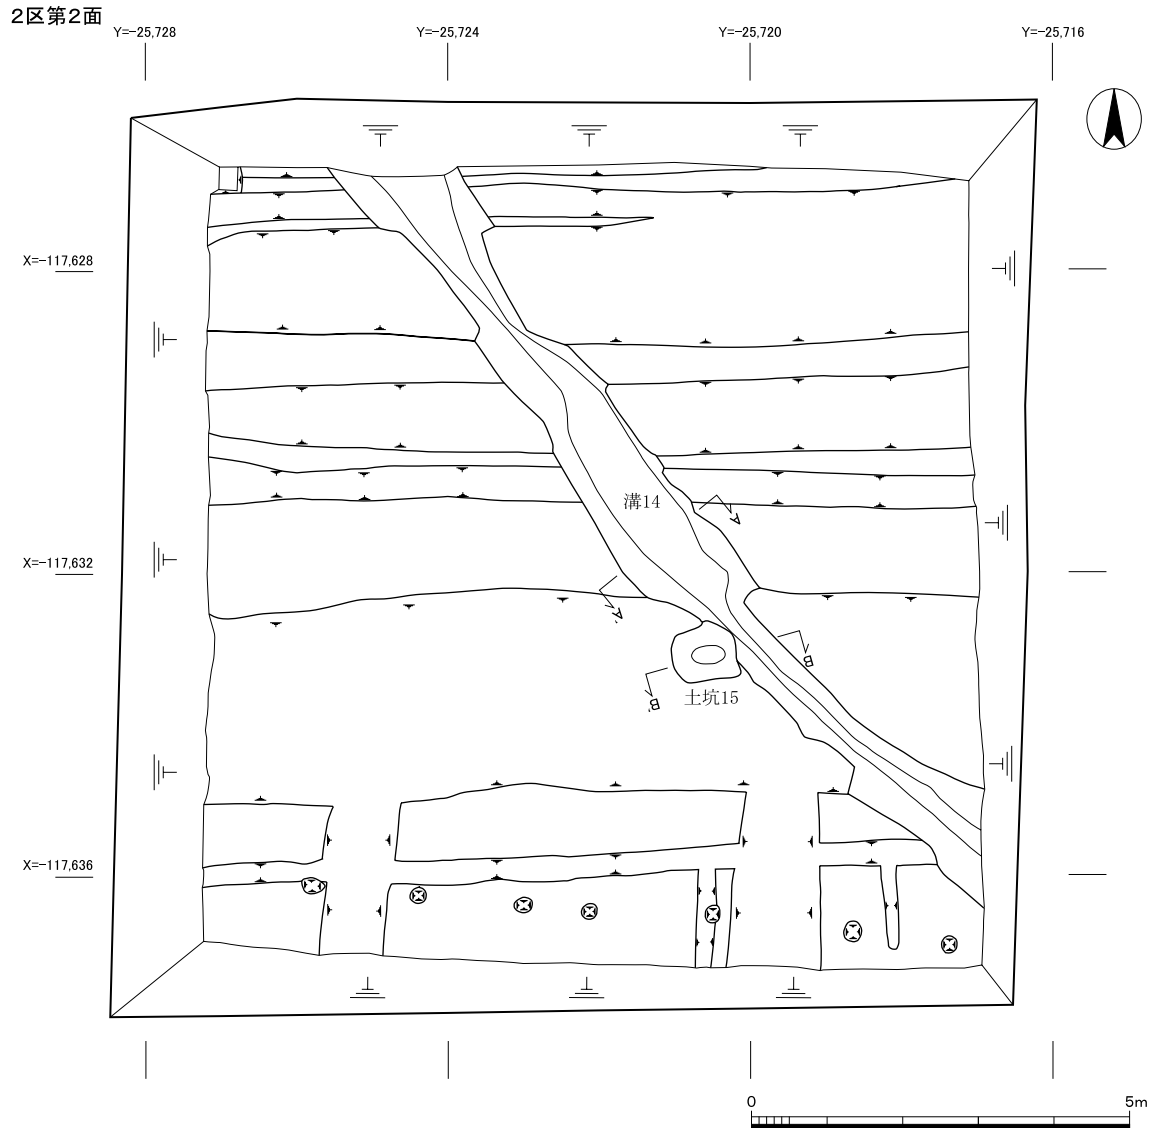 2区第2面
Y=-25,728
Y=-25,724
Y=-25,720
Y=-25,716
X=-117,628
溝14
A
X=-117,632
A'
B
土坑15
B'
X=-117,636
0
5m